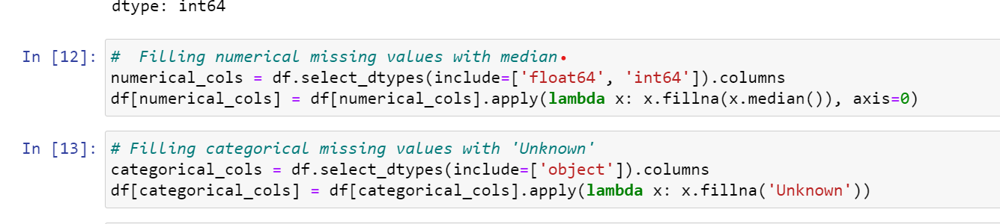 dtype: int64
In [12]: #  Filling numerical missing values with median
numerical_cols = df.select_dtypes(include=['float64', 'int64']).columns
df[numerical_cols] = df[numerical_cols].apply(lambda x: x.fillna(x.median()), axis=0)
In [13]: # Filling categorical missing values with 'Unknown'
categorical_cols = df.select_dtypes(include=['object']).columns
df[categorical_cols] = df[categorical_cols].apply(lambda x: x.fillna('Unknown'))